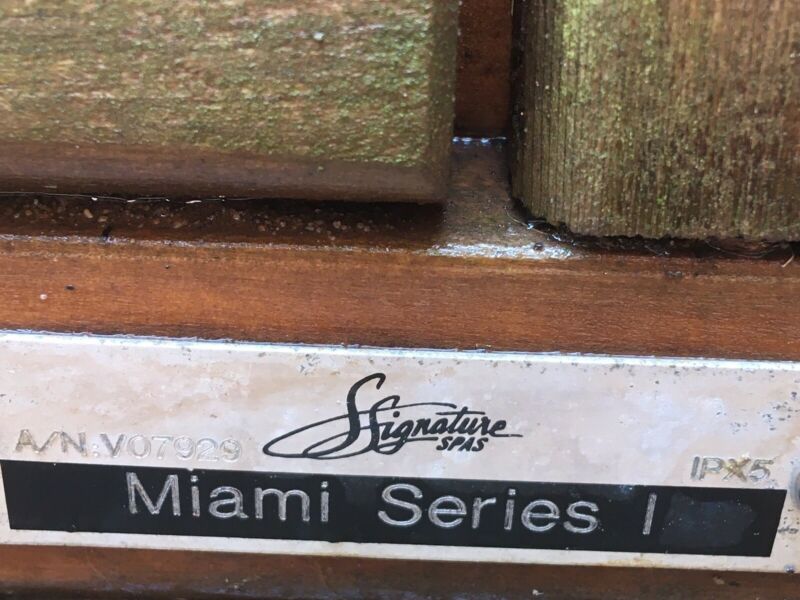 Signature
SPAS
A/N:V07929
IPX5
Miami Series I